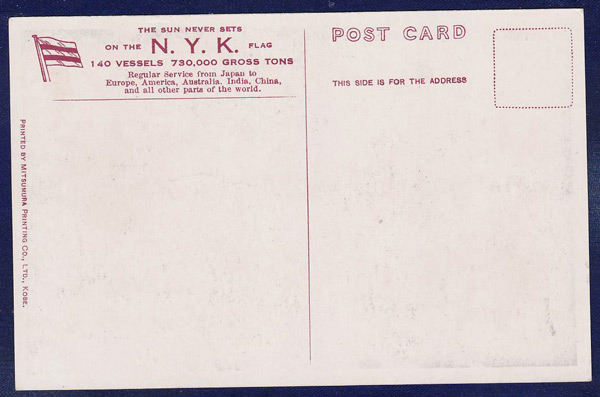 THE SUN NEVER SETS
ON THE N. Y. K. FLAG
140 VESSELS 730,000 GROSS TONS
Regular Service from Japan to
Europe, America, Australia. India, China,
and all other parts of the world.
POST CARD
THIS SIDE IS FOR THE ADDRESS
PRINTED BY MITSUMURA PRINTING CO., LTD., KOBE.